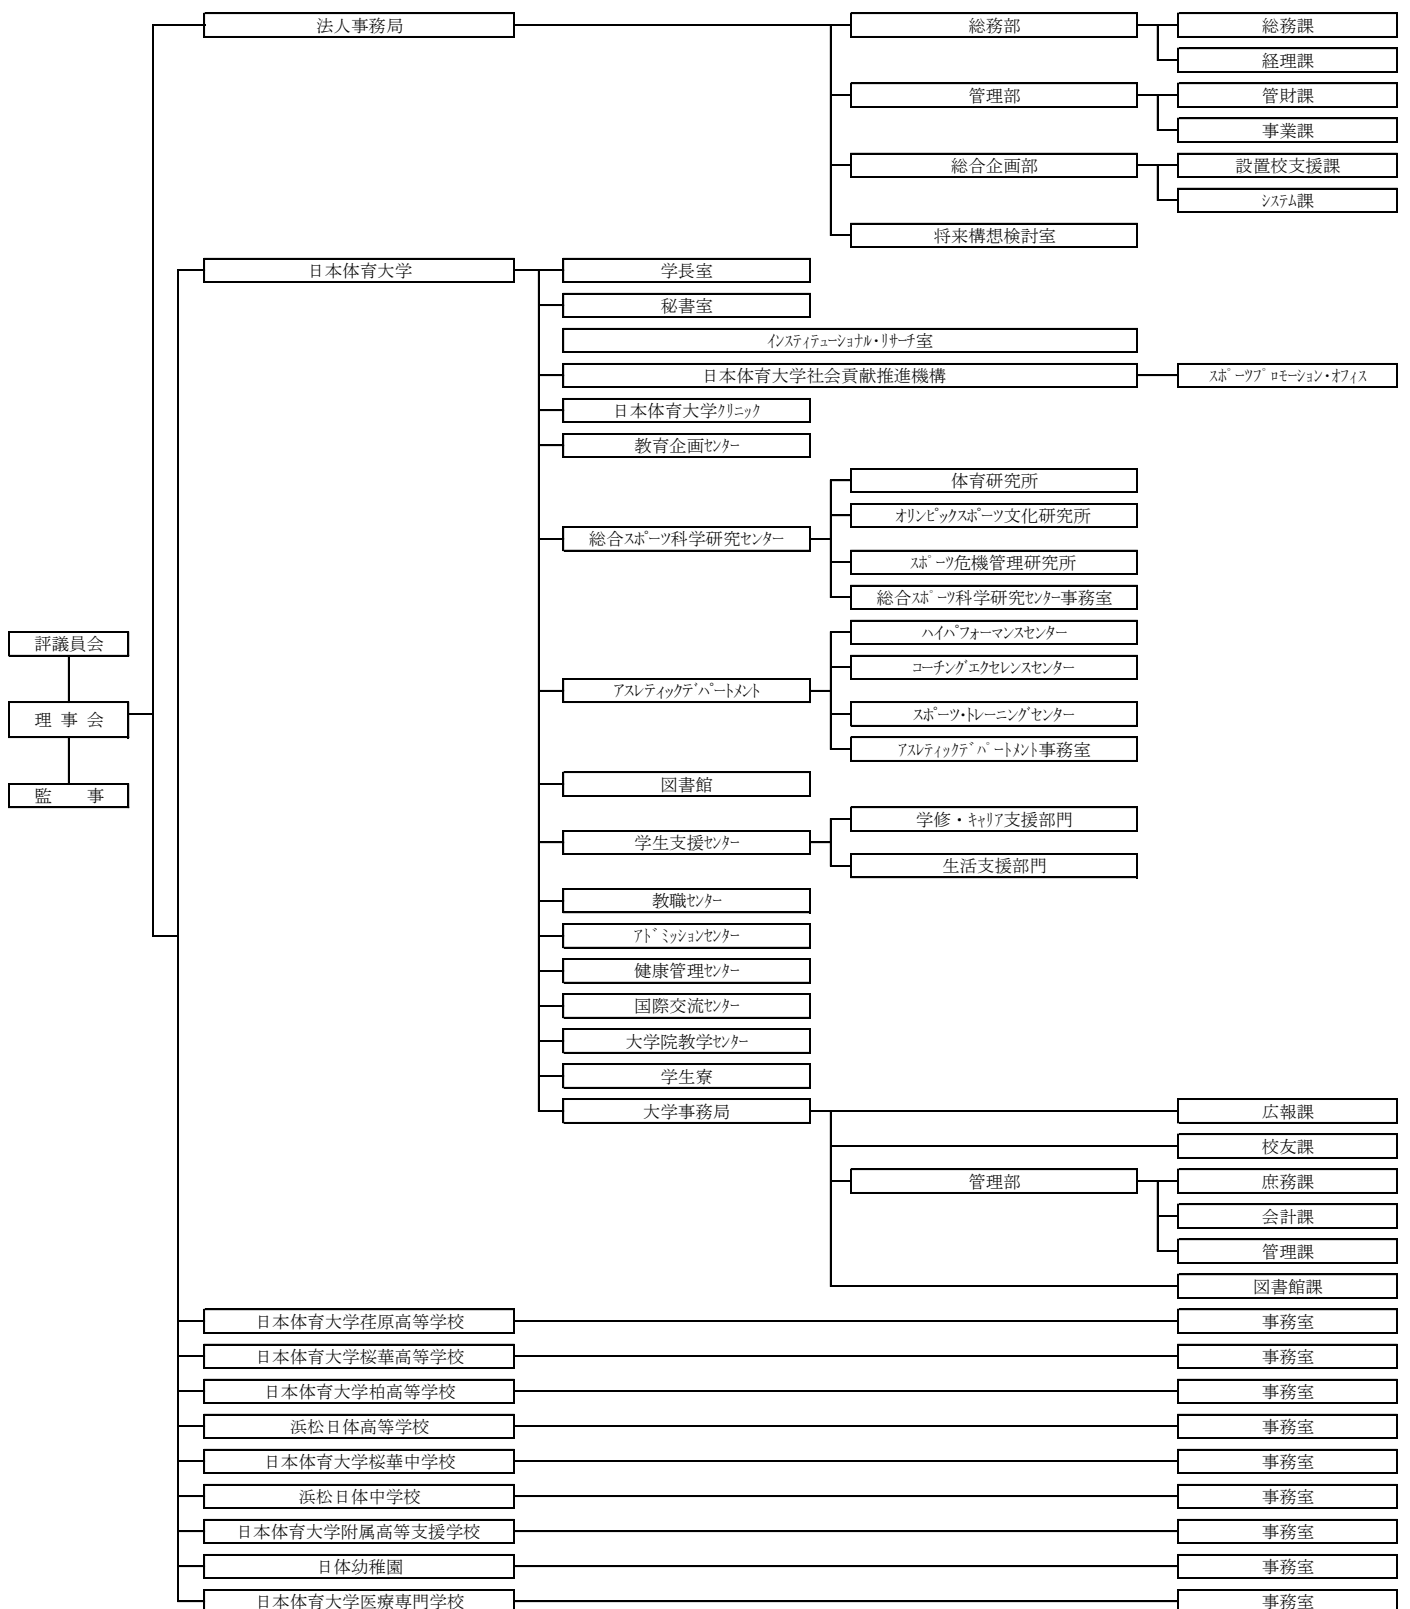 法人事務局
総務部
総務課
経理課
管理部
管財課
事業課
総合企画部
設置校支援課
ｼｽﾃﾑ課
将来構想検討室
日本体育大学
学長室
秘書室
ｲﾝｽﾃｨﾃｭｰｼｮﾅﾙ・ﾘｻｰﾁ室
日本体育大学社会貢献推進機構
ｽﾎﾟｰﾂﾌﾟﾛﾓｰｼｮﾝ・ｵﾌｨｽ
日本体育大学ｸﾘﾆｯｸ
教育企画ｾﾝﾀｰ
体育研究所
ｵﾘﾝﾋﾟｯｸｽﾎﾟｰﾂ文化研究所
総合ｽﾎﾟｰﾂ科学研究ｾﾝﾀｰ
ｽﾎﾟｰﾂ危機管理研究所
総合ｽﾎﾟｰﾂ科学研究ｾﾝﾀｰ事務室
評議員会
ﾊｲﾊﾟﾌｫｰﾏﾝｽｾﾝﾀｰ
ｺｰﾁﾝｸﾞｴｸｾﾚﾝｽｾﾝﾀｰ
ｱｽﾚﾃｨｯｸﾃﾞﾊﾟｰﾄﾒﾝﾄ
理 事 会
ｽﾎﾟｰﾂ・ﾄﾚｰﾆﾝｸﾞｾﾝﾀｰ
ｱｽﾚﾃｨｯｸﾃﾞﾊﾟｰﾄﾒﾝﾄ事務室
図書館
監　　事
学修・ｷｬﾘｱ支援部門
学生支援ｾﾝﾀｰ
生活支援部門
教職ｾﾝﾀｰ
ｱﾄﾞﾐｯｼｮﾝｾﾝﾀｰ
健康管理ｾﾝﾀｰ
国際交流ｾﾝﾀｰ
大学院教学ｾﾝﾀｰ
学生寮
大学事務局
広報課
校友課
管理部
庶務課
会計課
管理課
図書館課
日本体育大学荏原高等学校
事務室
日本体育大学桜華高等学校
事務室
日本体育大学柏高等学校
事務室
浜松日体高等学校
事務室
日本体育大学桜華中学校
事務室
浜松日体中学校
事務室
日本体育大学附属高等支援学校
事務室
日体幼稚園
事務室
日本体育大学医療専門学校
事務室